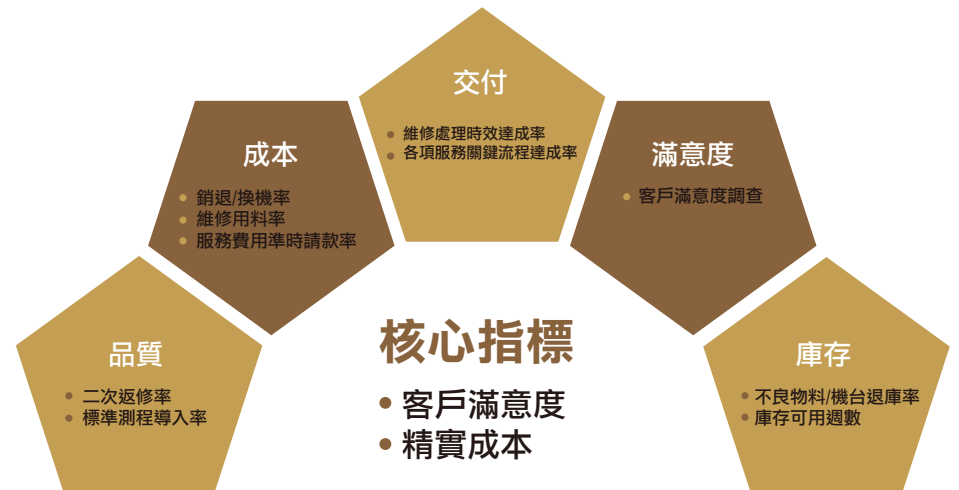 交付
維修處理時效達成率
各項服務關鍵流程達成率
成本
銷退/換機率
維修用料率
服務費用準時請款率
滿意度
客戶滿意度調查
品質
二次返修率
標準測程導入率
核心指標
客戶滿意度
精實成本
庫存
不良物料/機台退庫率
庫存可用週數